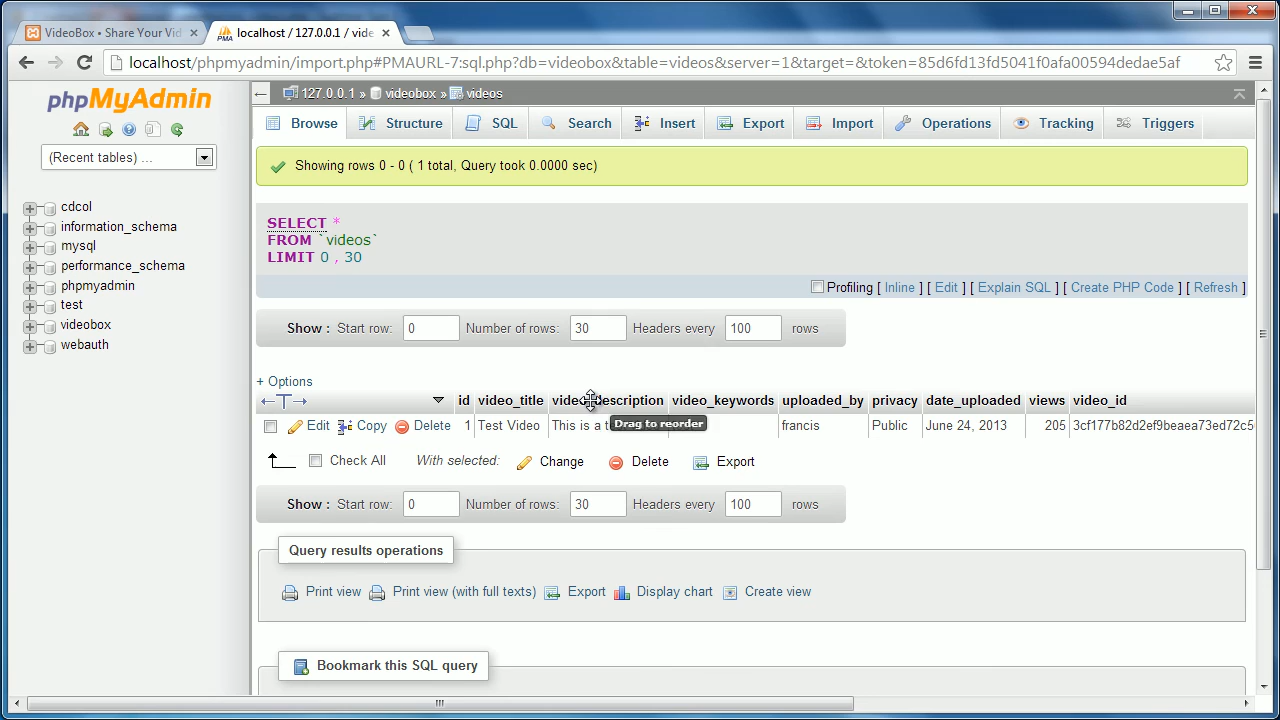 VideoBox • Share Your Vid
localhost / 127.0.0.1 / vide
localhost/phpmyadmin/import.php#PMAURL-7:sql.php?db=videobox&table=videos&server=1&target=&token=85d6fd13fd5041f0afa00594dedae5af
phpMyAdmin
(Recent tables) ...
cdcol
information_schema
mysql
performance_schema
phpmyadmin
test
videobox
webauth
127.0.0.1 » videobox » videos
Browse Structure SQL Search Insert Export Import Operations Tracking Triggers
Showing rows 0 - 0 ( 1 total, Query took 0.0000 sec)
SELECT *
FROM `videos`
LIMIT 0 , 30
Profiling [ Inline ] [ Edit ] [ Explain SQL ] [ Create PHP Code ] [ Refresh ]
Show : Start row: 0 Number of rows: 30 Headers every 100 rows
+ Options
id video_title video_description video_keywords uploaded_by privacy date_uploaded views video_id
Edit Copy Delete 1 Test Video This is a t francis Public June 24, 2013 205 3cf177b82d2ef9beaea73ed72c5
Drag to reorder
Check All With selected: Change Delete Export
Show : Start row: 0 Number of rows: 30 Headers every 100 rows
Query results operations
Print view Print view (with full texts) Export Display chart Create view
Bookmark this SQL query